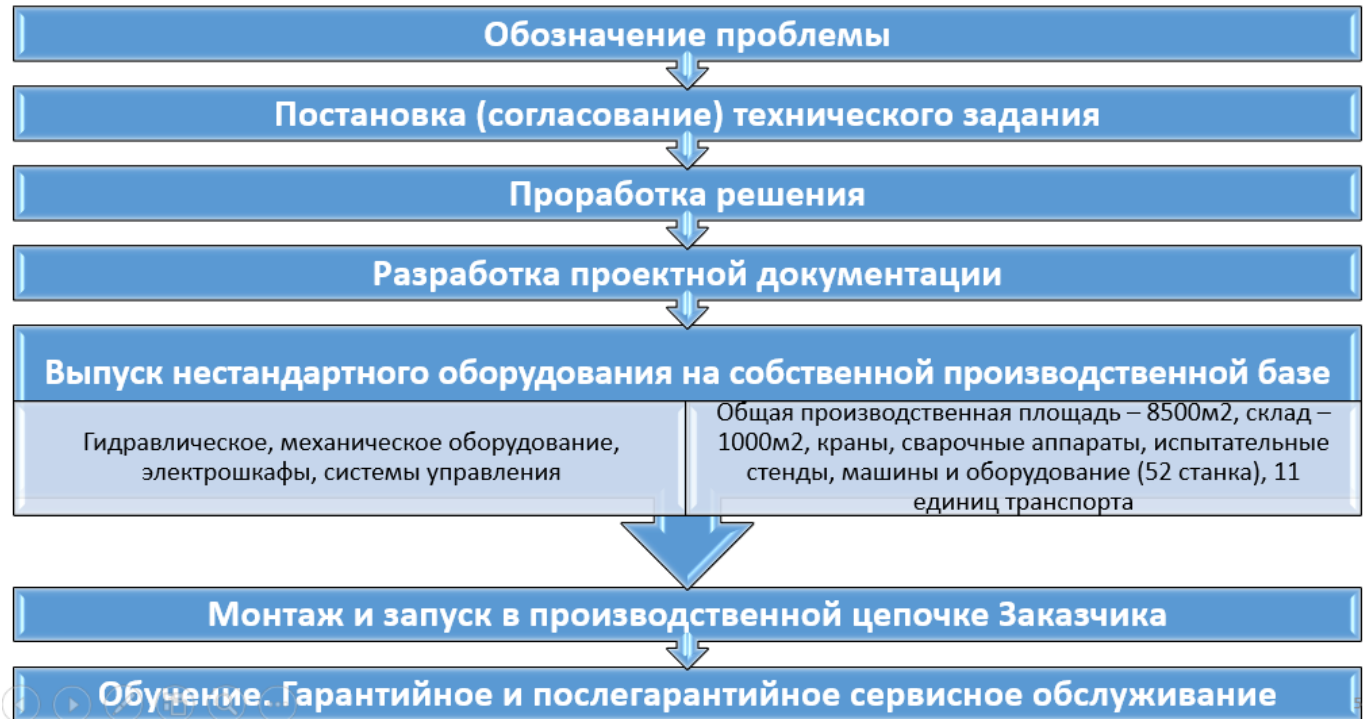 Обозначение проблемы
Постановка (согласование) технического задания
Проработка решения
Разработка проектной документации
Выпуск нестандартного оборудования на собственной производственной базе
Гидравлическое, механическое оборудование,
электрошкафы, системы управления
Общая производственная площадь – 8500м2, склад –
1000м2, краны, сварочные аппараты, испытательные
стенды, машины и оборудование (52 станка), 11
единиц транспорта
Монтаж и запуск в производственной цепочке Заказчика
Обучение. Гарантийное и послегарантийное сервисное обслуживание